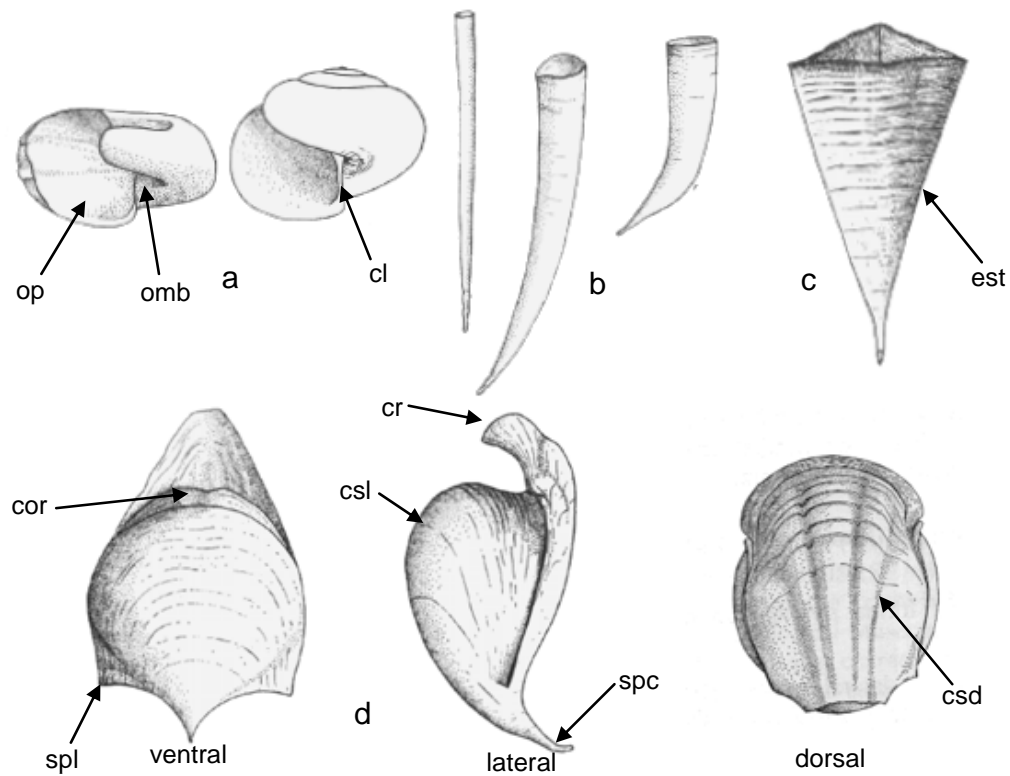 op
omb
a
cl
b
c
est
cr
cor
csl
spl
ventral
d
lateral
spc
csd
dorsal